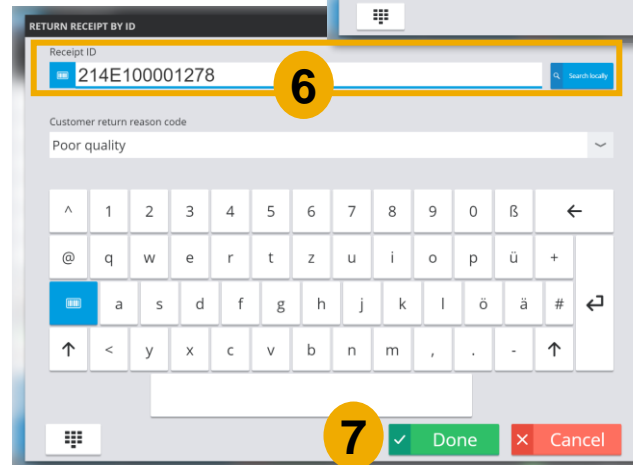 RETURN RECEIPT BY ID
Receipt ID
214E100001278
Search locally
6
Customer return reason code
Poor quality
^ 1 2 3 4 5 6 7 8 9 0 ß ←
@ q w e r t z u i o p ü +
a s d f g h j k l ö ä # ↵
↑ < y x c v b n m , . - ↑
7
Done
Cancel